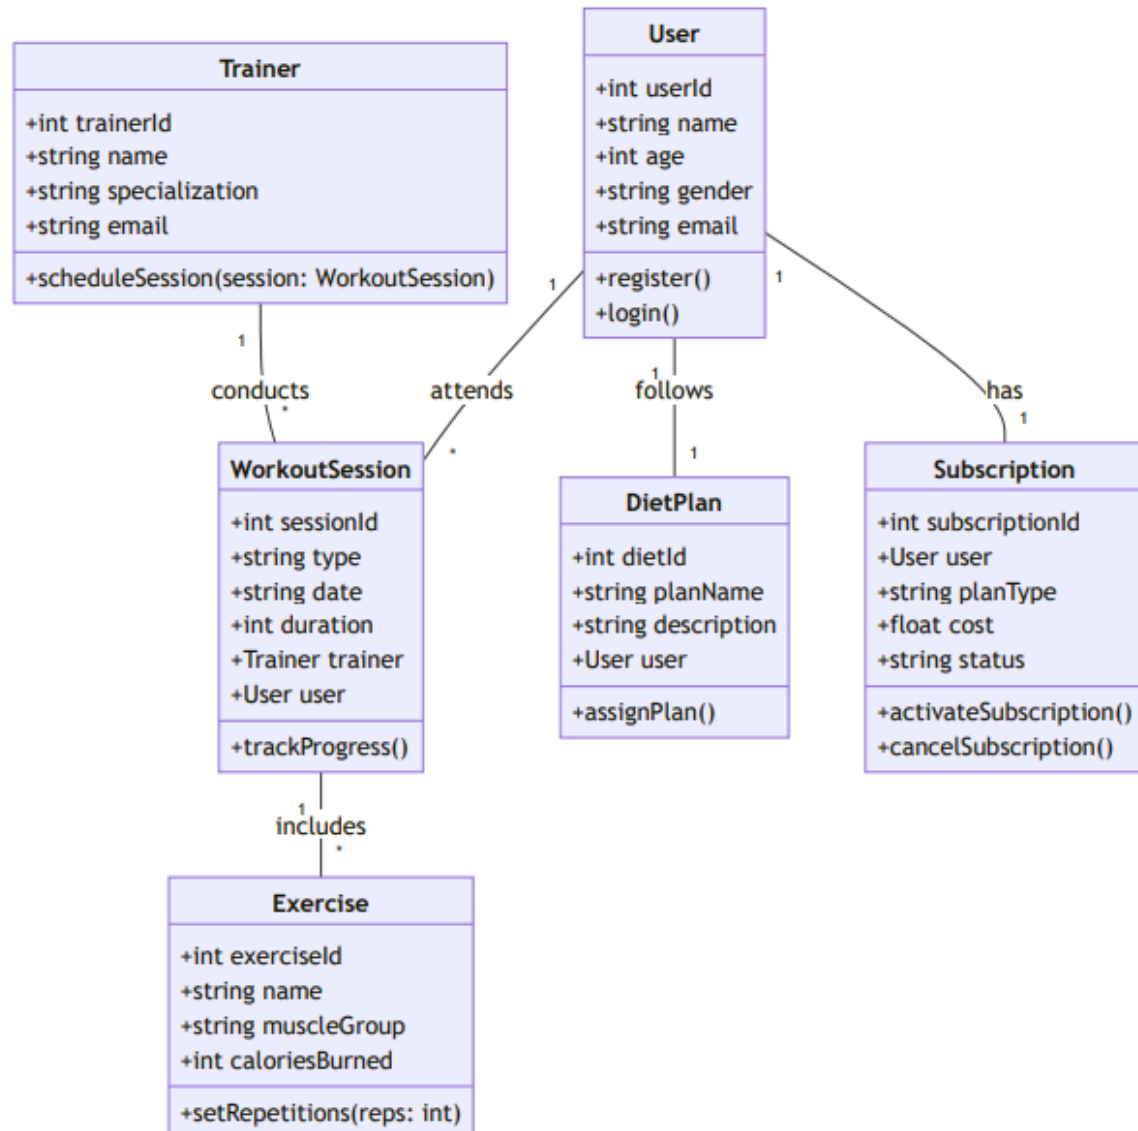 Trainer
+int trainerId
+string name
+string specialization
+string email
+scheduleSession(session: WorkoutSession)
User
+int userId
+string name
+int age
+string gender
+string email
+register()
+login()
1
conducts
*
1
attends
*
1
follows
1
1
has
1
WorkoutSession
+int sessionId
+string type
+string date
+int duration
+Trainer trainer
+User user
+trackProgress()
DietPlan
+int dietId
+string planName
+string description
+User user
+assignPlan()
Subscription
+int subscriptionId
+User user
+string planType
+float cost
+string status
+activateSubscription()
+cancelSubscription()
1
includes
*
Exercise
+int exerciseId
+string name
+string muscleGroup
+int caloriesBurned
+setRepetitions(reps: int)